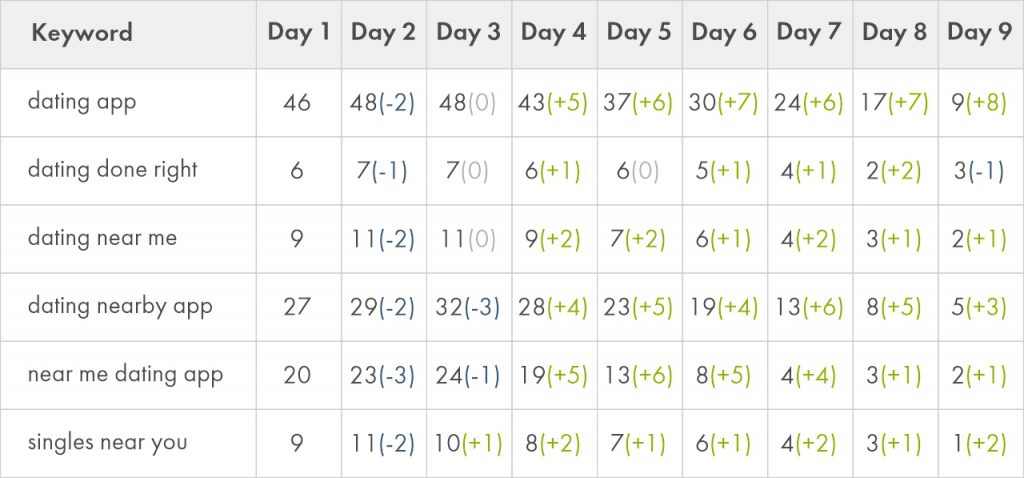 Keyword Day 1 Day 2 Day 3 Day 4 Day 5 Day 6 Day 7 Day 8 Day 9
dating app 46 48(-2) 48(0) 43(+5) 37(+6) 30(+7) 24(+6) 17(+7) 9(+8)
dating done right 6 7(-1) 7(0) 6(+1) 6(0) 5(+1) 4(+1) 2(+2) 3(-1)
dating near me 9 11(-2) 11(0) 9(+2) 7(+2) 6(+1) 4(+2) 3(+1) 2(+1)
dating nearby app 27 29(-2) 32(-3) 28(+4) 23(+5) 19(+4) 13(+6) 8(+5) 5(+3)
near me dating app 20 23(-3) 24(-1) 19(+5) 13(+6) 8(+5) 4(+4) 3(+1) 2(+1)
singles near you 9 11(-2) 10(+1) 8(+2) 7(+1) 6(+1) 4(+2) 3(+1) 1(+2)